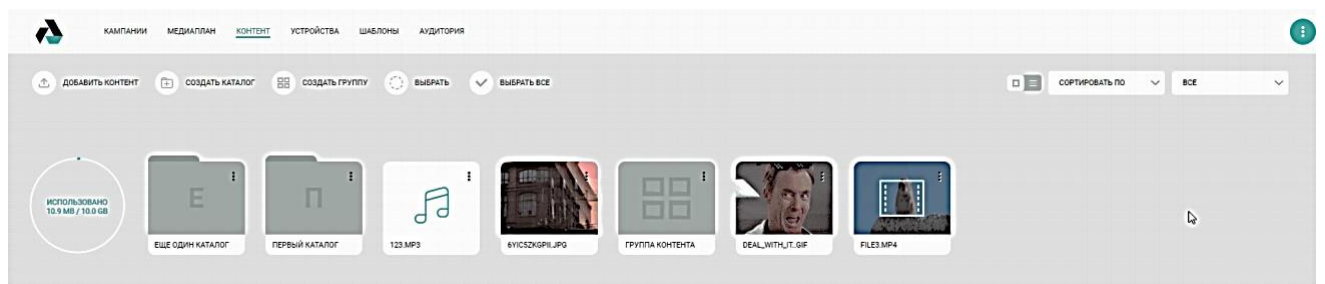 КАМПАНИИ МЕДИАПЛАН КОНТЕНТ УСТРОЙСТВА ШАБЛОНЫ АУДИТОРИЯ
ДОБАВИТЬ КОНТЕНТ СОЗДАТЬ КАТАЛОГ СОЗДАТЬ ГРУППУ ВЫБРАТЬ ВЫБРАТЬ ВСЕ СОРТИРОВАТЬ ПО ВСЕ
ИСПОЛЬЗОВАНО
10.9 MB / 10.0 GB
Е П
ЕЩЕ ОДИН КАТАЛОГ ПЕРВЫЙ КАТАЛОГ 123.MP3 6YICSZKGPII.JPG ГРУППА КОНТЕНТА DEAL_WITH_IT_.GIF FILE3.MP4